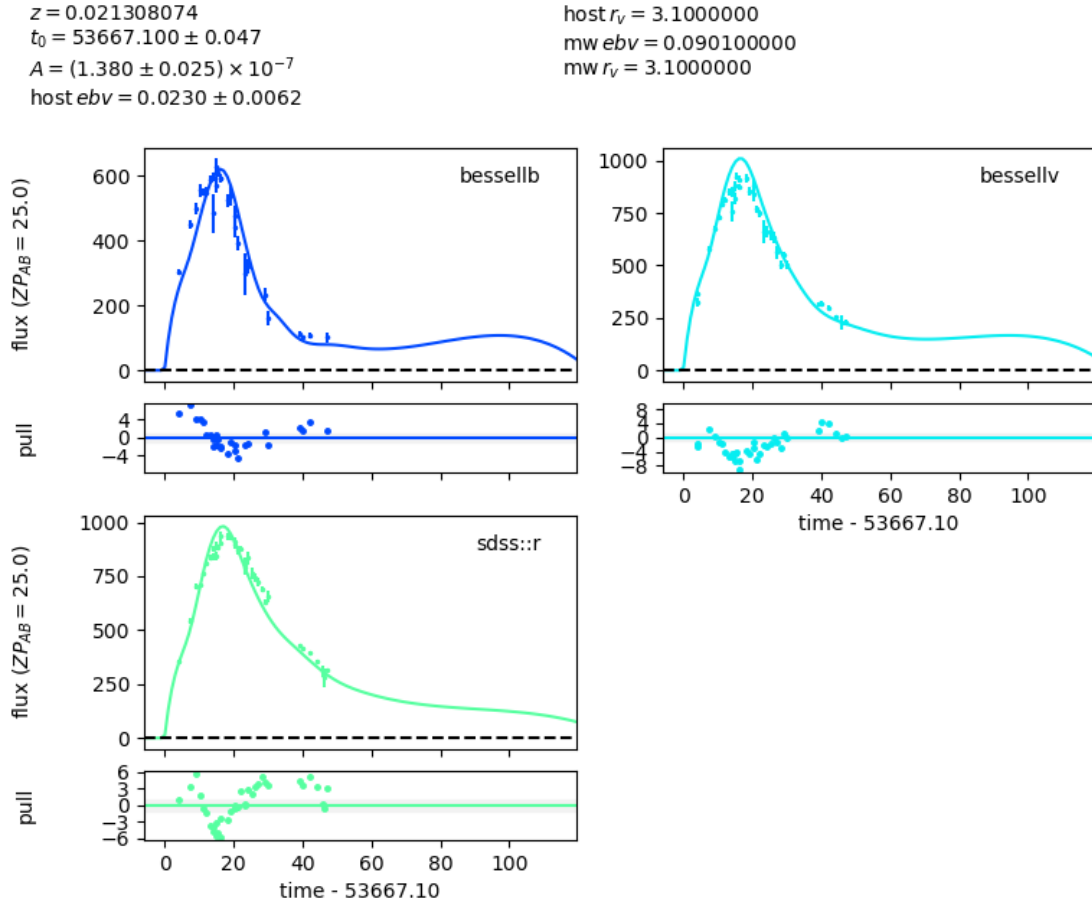 z = 0.021308074
t₀ = 53667.100 ± 0.047
A = (1.380 ± 0.025) × 10⁻⁷
host ebv = 0.0230 ± 0.0062
host r_v = 3.1000000
mw ebv = 0.090100000
mw r_v = 3.1000000
bessellb
flux (ZP_AB = 25.0)
600
400
200
0
pull
4
0
−4
bessellv
1000
750
500
250
0
8
4
0
−4
−8
0 20 40 60 80 100
time - 53667.10
sdss::r
flux (ZP_AB = 25.0)
1000
750
500
250
0
pull
6
3
0
−3
−6
0 20 40 60 80 100
time - 53667.10